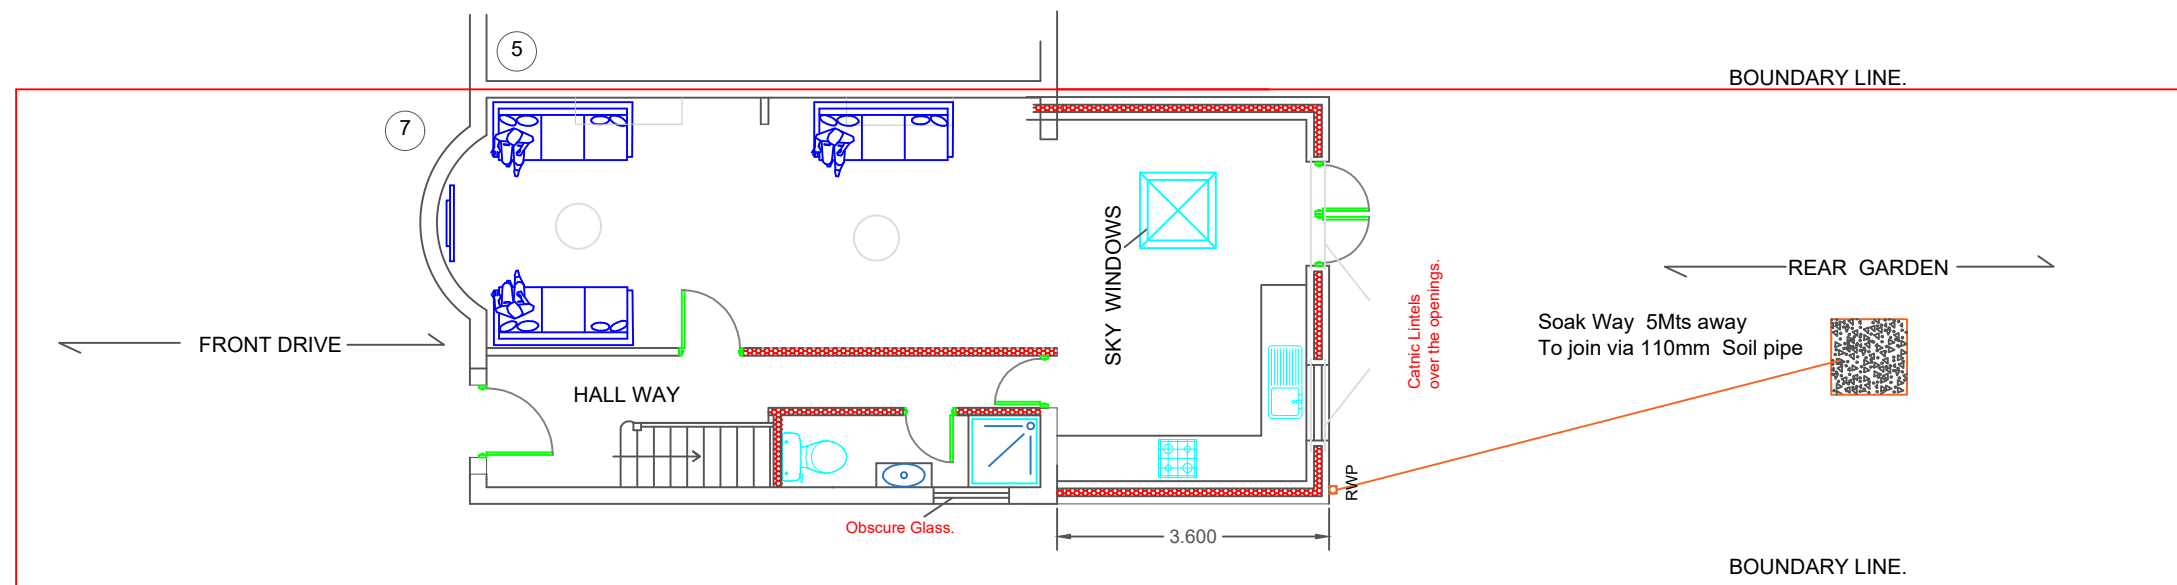 5
BOUNDARY LINE.
7
SKY WINDOWS
REAR GARDEN
Catnic Lintels
over the openings.
Soak Way 5Mts away
To join via 110mm Soil pipe
FRONT DRIVE
HALL WAY
RWP
Obscure Glass.
3.600
BOUNDARY LINE.